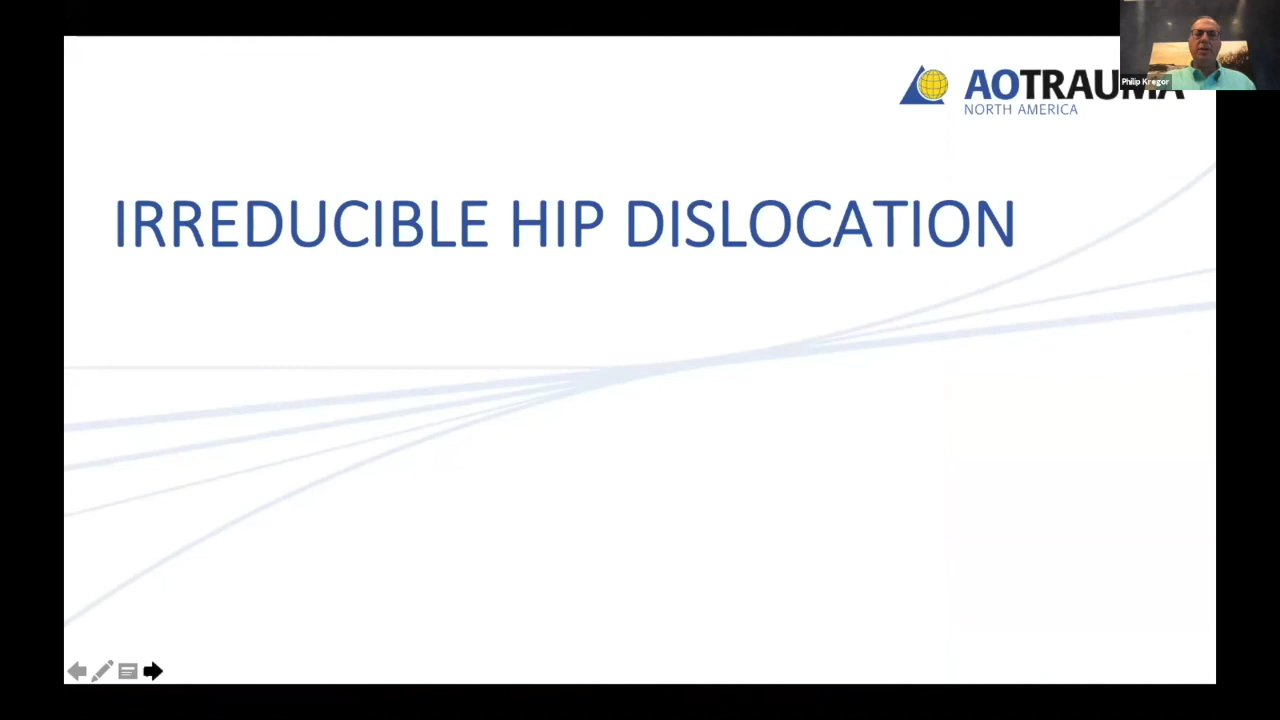 AOTRAUMA
NORTH AMERICA
Philip Kregor
IRREDUCIBLE HIP DISLOCATION